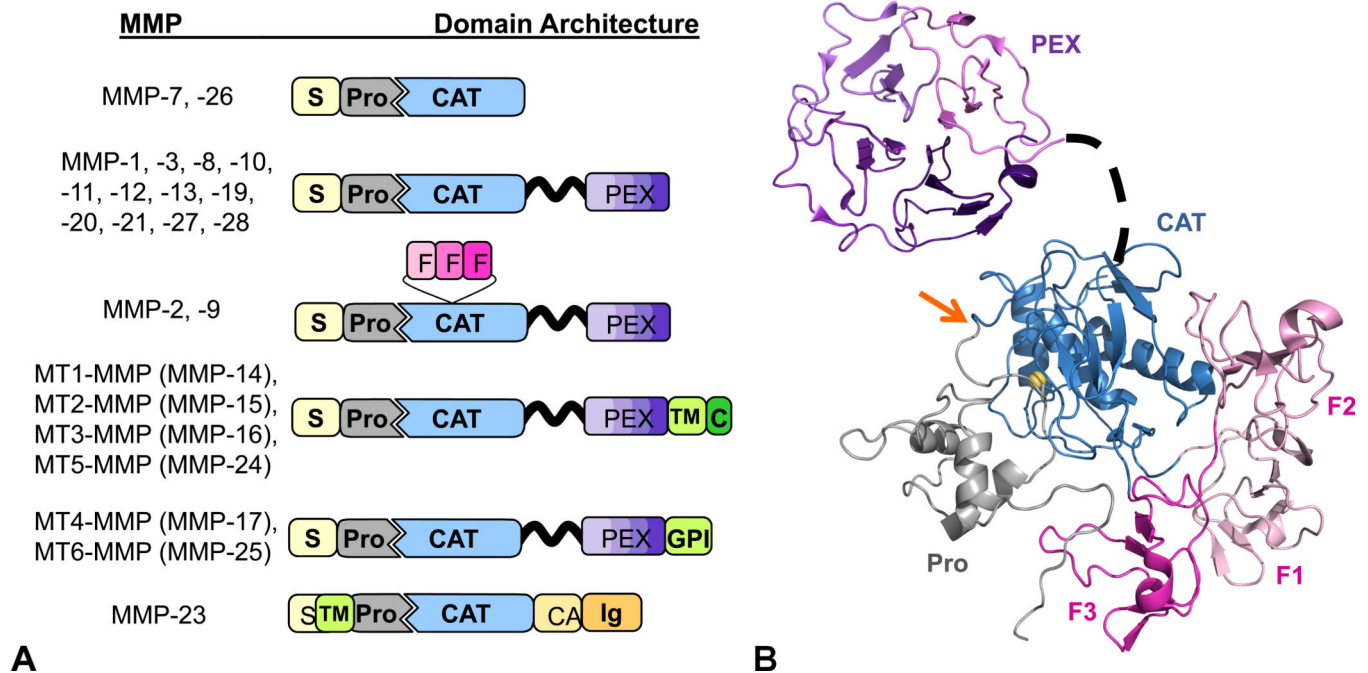 MMP Domain Architecture
MMP-7, -26
S Pro CAT
MMP-1, -3, -8, -10,
-11, -12, -13, -19,
-20, -21, -27, -28
S Pro CAT PEX
F F F
MMP-2, -9
S Pro CAT PEX
MT1-MMP (MMP-14),
MT2-MMP (MMP-15),
MT3-MMP (MMP-16),
MT5-MMP (MMP-24)
S Pro CAT PEX TM C
MT4-MMP (MMP-17),
MT6-MMP (MMP-25)
S Pro CAT PEX GPI
MMP-23
S TM Pro CAT CA Ig
A
PEX
CAT
F2
Pro
F1
F3
B